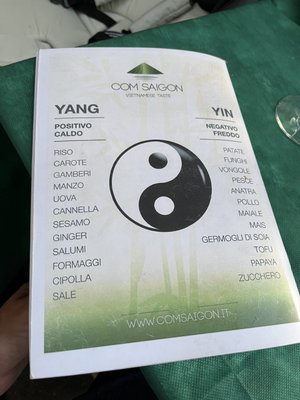 COM SAIGON
VIETNAMESE TASTE
YANG
POSITIVO
CALDO
RISO
CAROTE
GAMBERI
MANZO
UOVA
CANNELLA
SESAMO
GINGER
SALUMI
FORMAGGI
CIPOLLA
SALE
YIN
NEGATIVO
FREDDO
PATATE
FUNGHI
VONGOLE
PESCE
ANATRA
POLLO
MAIALE
MAIS
GERMOGLI DI SOIA
TOFU
PAPAYA
ZUCCHERO
WWW.COMSAIGON.IT